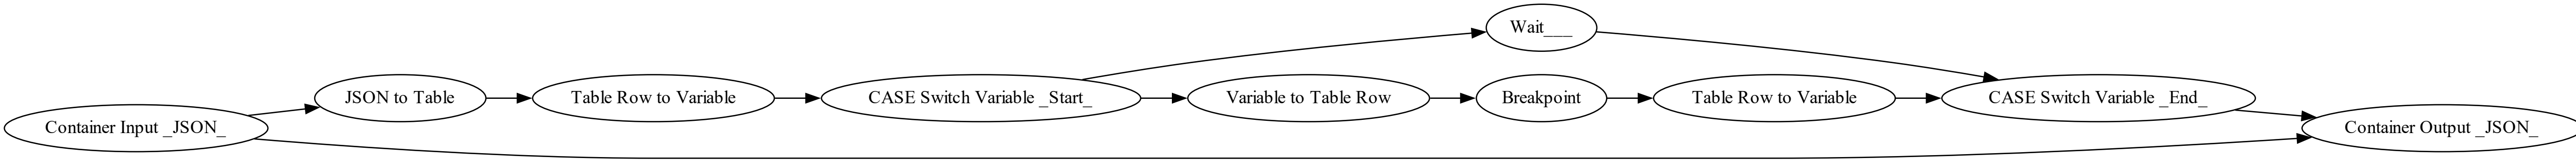 Wait___
JSON to Table
Table Row to Variable
CASE Switch Variable _Start_
Variable to Table Row
Breakpoint
Table Row to Variable
CASE Switch Variable _End_
Container Input _JSON_
Container Output _JSON_